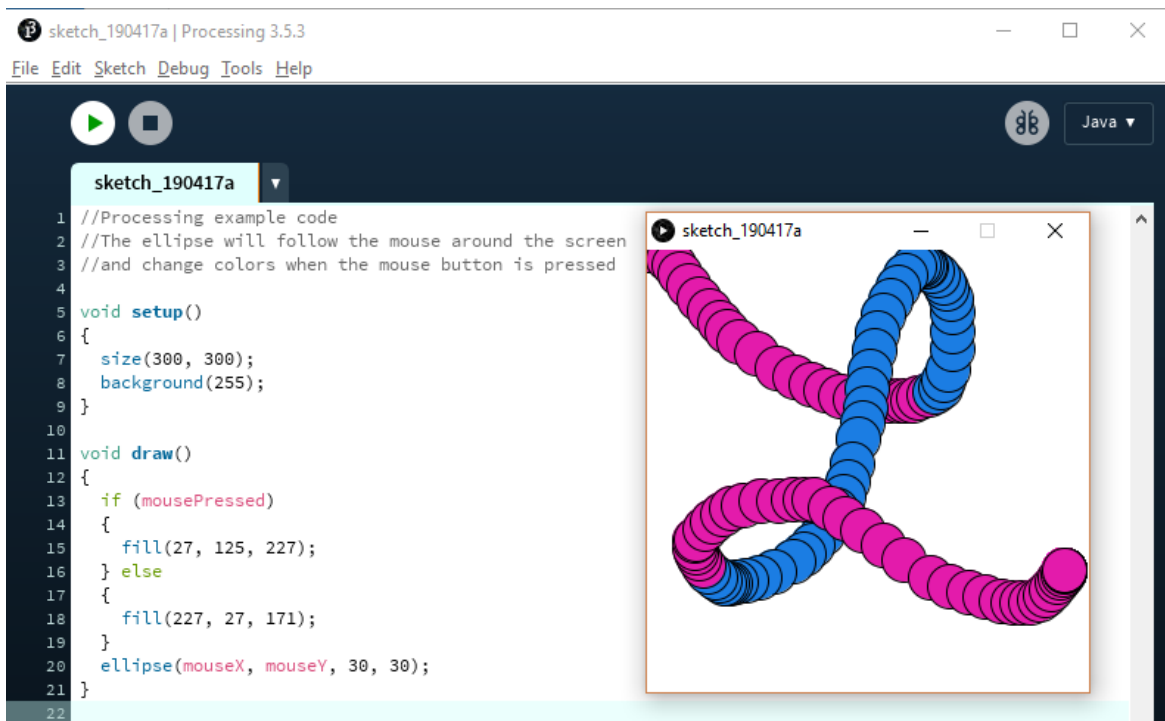 sketch_190417a | Processing 3.5.3
File Edit Sketch Debug Tools Help
Java ▼
sketch_190417a ▼
1 //Processing example code
2 //The ellipse will follow the mouse around the screen
3 //and change colors when the mouse button is pressed
4
5 void setup()
6 {
7   size(300, 300);
8   background(255);
9 }
10
11 void draw()
12 {
13   if (mousePressed)
14   {
15     fill(27, 125, 227);
16   } else
17   {
18     fill(227, 27, 171);
19   }
20   ellipse(mouseX, mouseY, 30, 30);
21 }
22
sketch_190417a